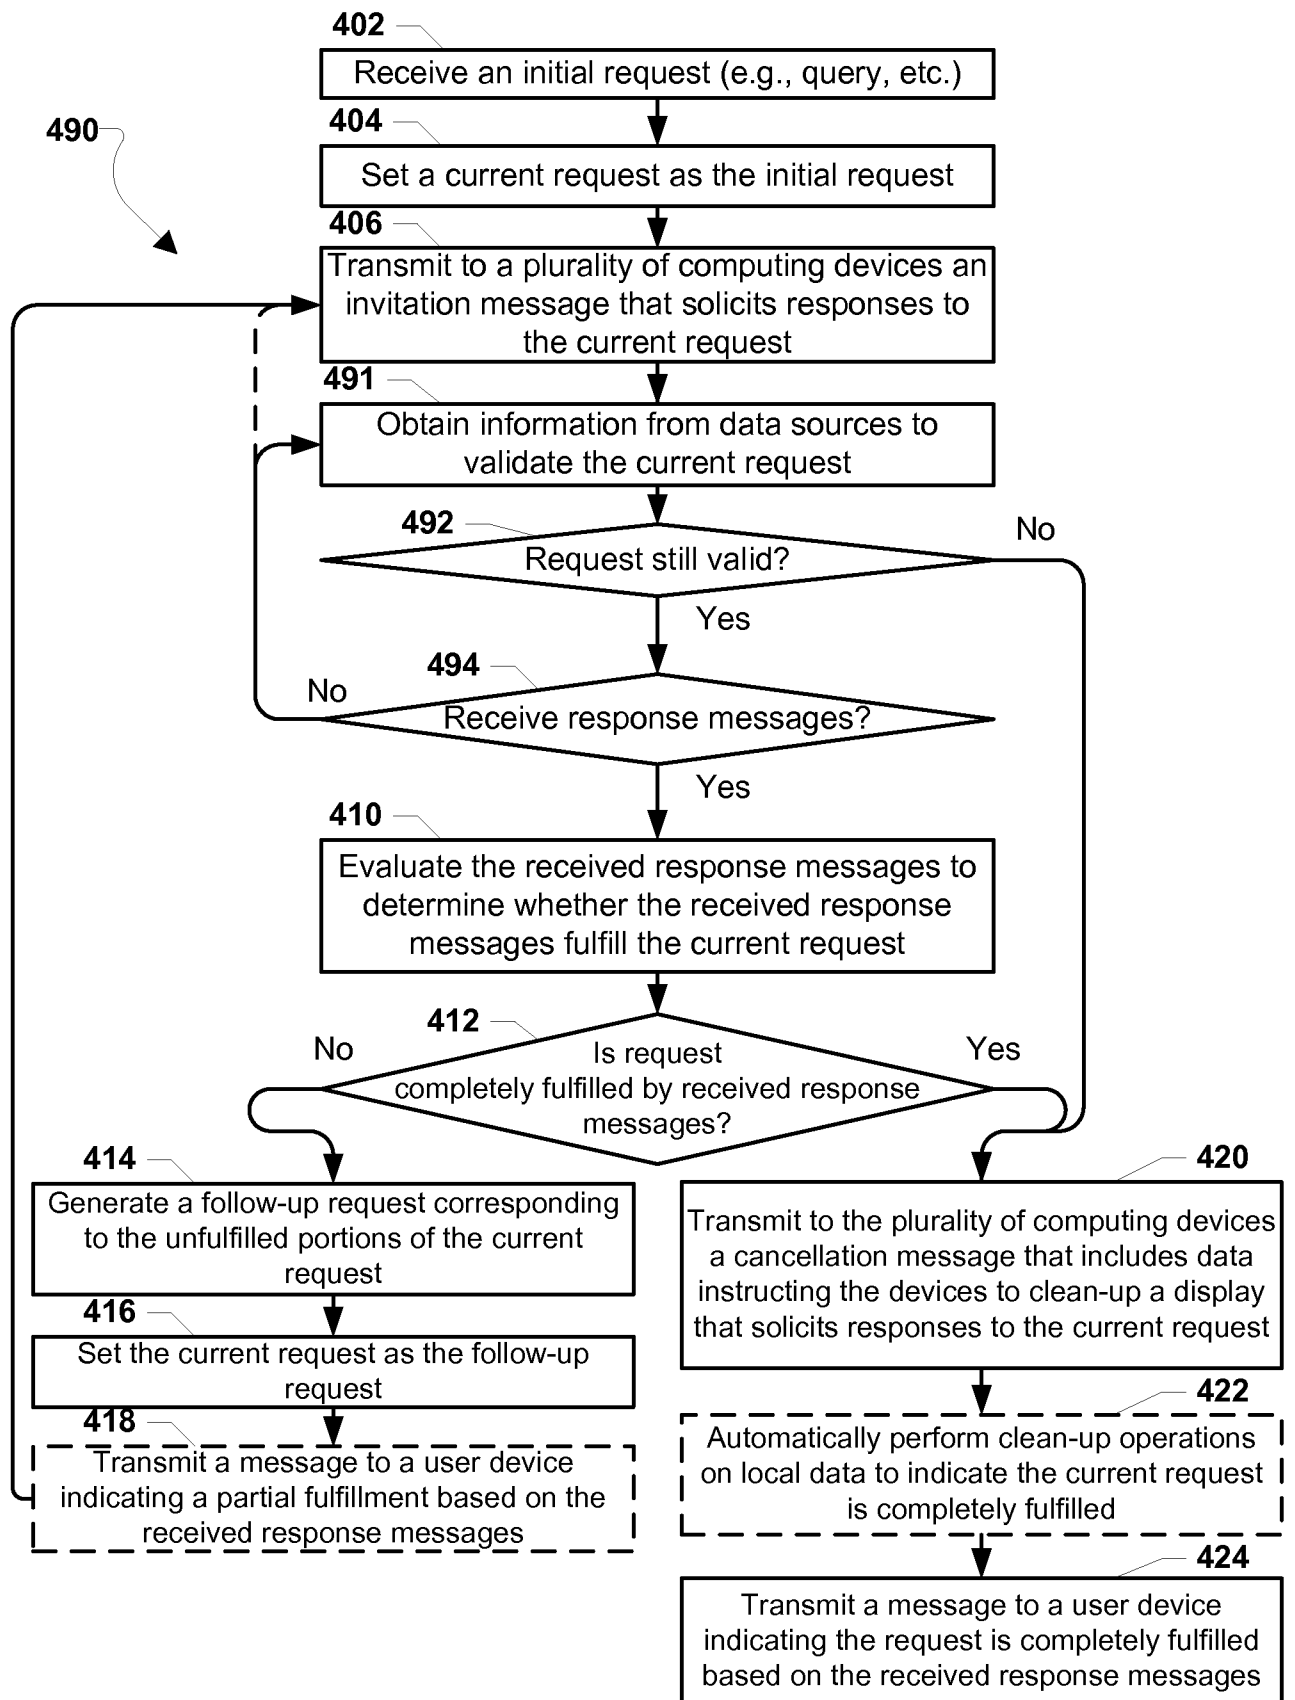 402
Receive an initial request (e.g., query, etc.)
490
404
Set a current request as the initial request
406
Transmit to a plurality of computing devices an
invitation message that solicits responses to
the current request
491
Obtain information from data sources to
validate the current request
492
No
Request still valid?
Yes
494
No
Receive response messages?
Yes
410
Evaluate the received response messages to
determine whether the received response
messages fulfill the current request
412
No
Yes
Is request
completely fulfilled by received response
messages?
414
Generate a follow-up request corresponding
to the unfulfilled portions of the current
request
416
Set the current request as the follow-up
request
418
Transmit a message to a user device
indicating a partial fulfillment based on the
received response messages
420
Transmit to the plurality of computing devices
a cancellation message that includes data
instructing the devices to clean-up a display
that solicits responses to the current request
422
Automatically perform clean-up operations
on local data to indicate the current request
is completely fulfilled
424
Transmit a message to a user device
indicating the request is completely fulfilled
based on the received response messages